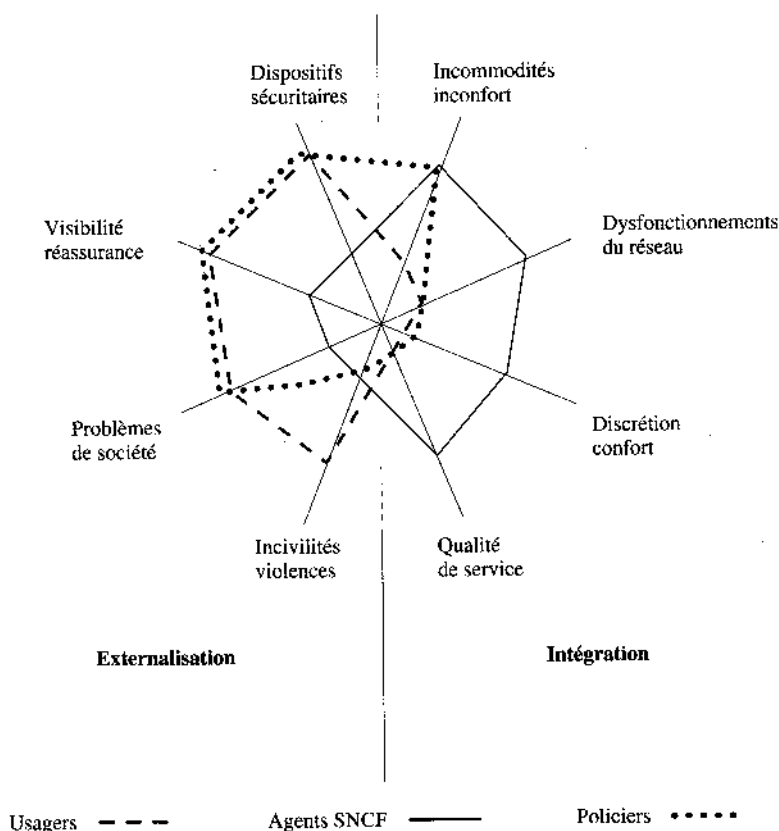 Dispositifs
sécuritaires
Incommodités
inconfort
Visibilité
réassurance
Dysfonctionnements
du réseau
Problèmes
de société
Discrétion
confort
Incivilités
violences
Qualité
de service
Externalisation
Intégration
Usagers
Agents SNCF
Policiers